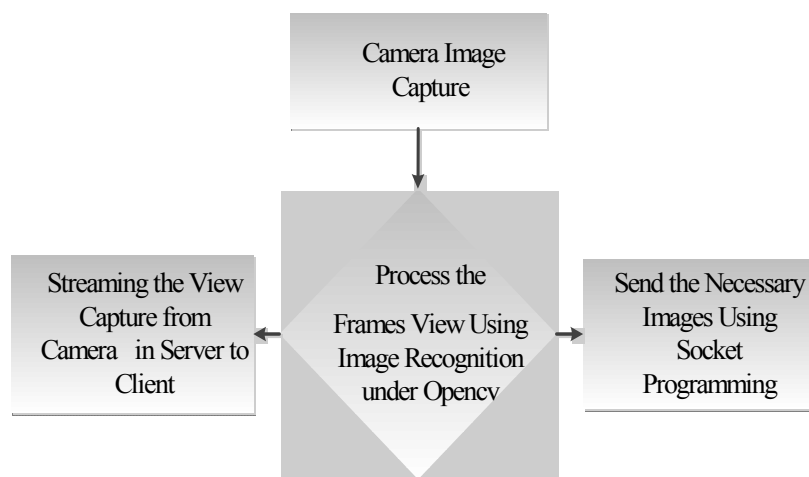 Camera Image
Capture
Streaming the View
Capture from
Camera in Server to
Client
Process the
Frames View Using
Image Recognition
under Opencv
Send the Necessary
Images Using
Socket
Programming